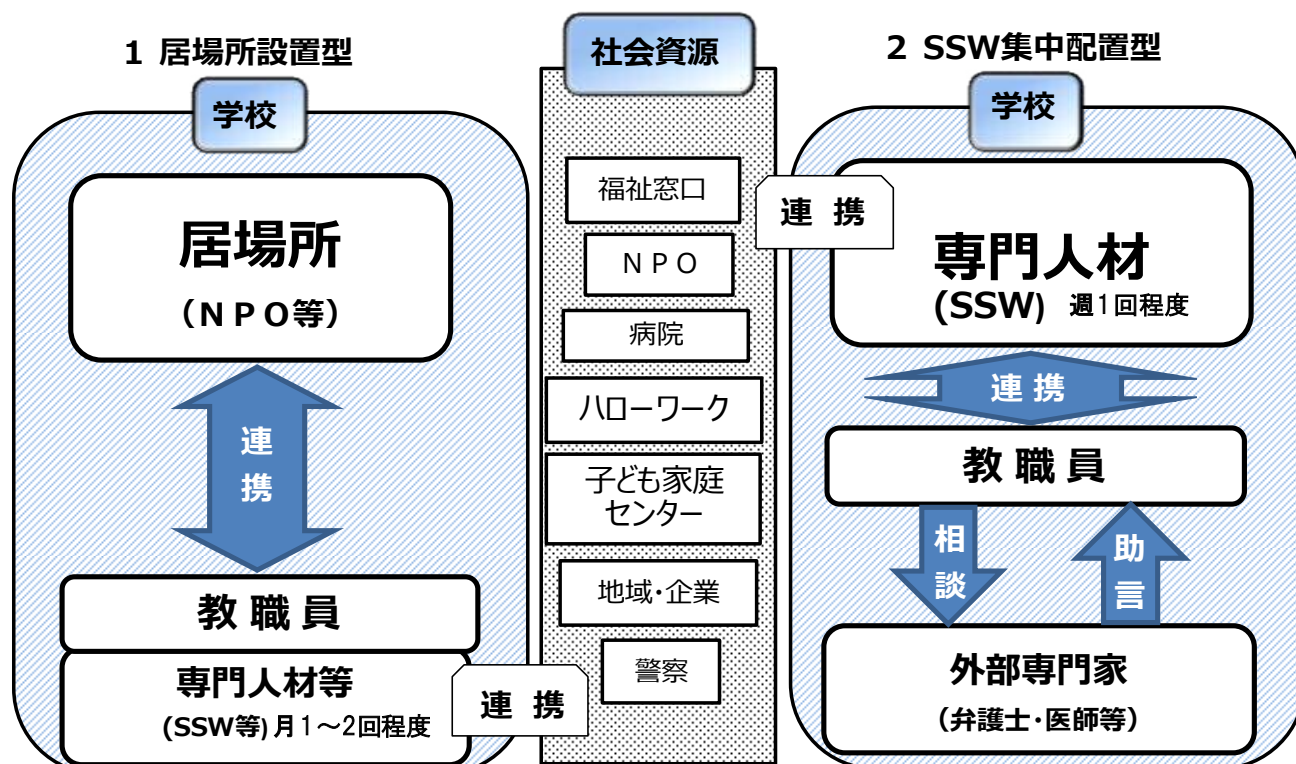 1 居場所設置型
学校
居場所
（ＮＰＯ等）
連
携
教 職 員
専門人材等
(SSW等) 月１～２回程度
連 携
社会資源
福祉窓口
ＮＰＯ
病院
ハローワーク
子ども家庭
センター
地域・企業
警察
2 SSW集中配置型
学校
連 携
専門人材
(SSW) 週１回程度
連 携
教 職 員
相
談
助
言
外部専門家
（弁護士・医師等）